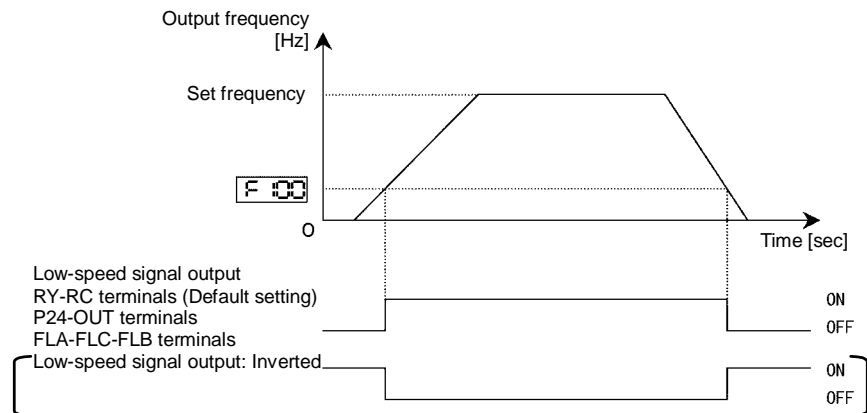 Output frequency
[Hz]
Set frequency
F 100
0
Time [sec]
Low-speed signal output
RY-RC terminals (Default setting)
P24-OUT terminals
FLA-FLC-FLB terminals
Low-speed signal output: Inverted
ON
OFF
ON
OFF